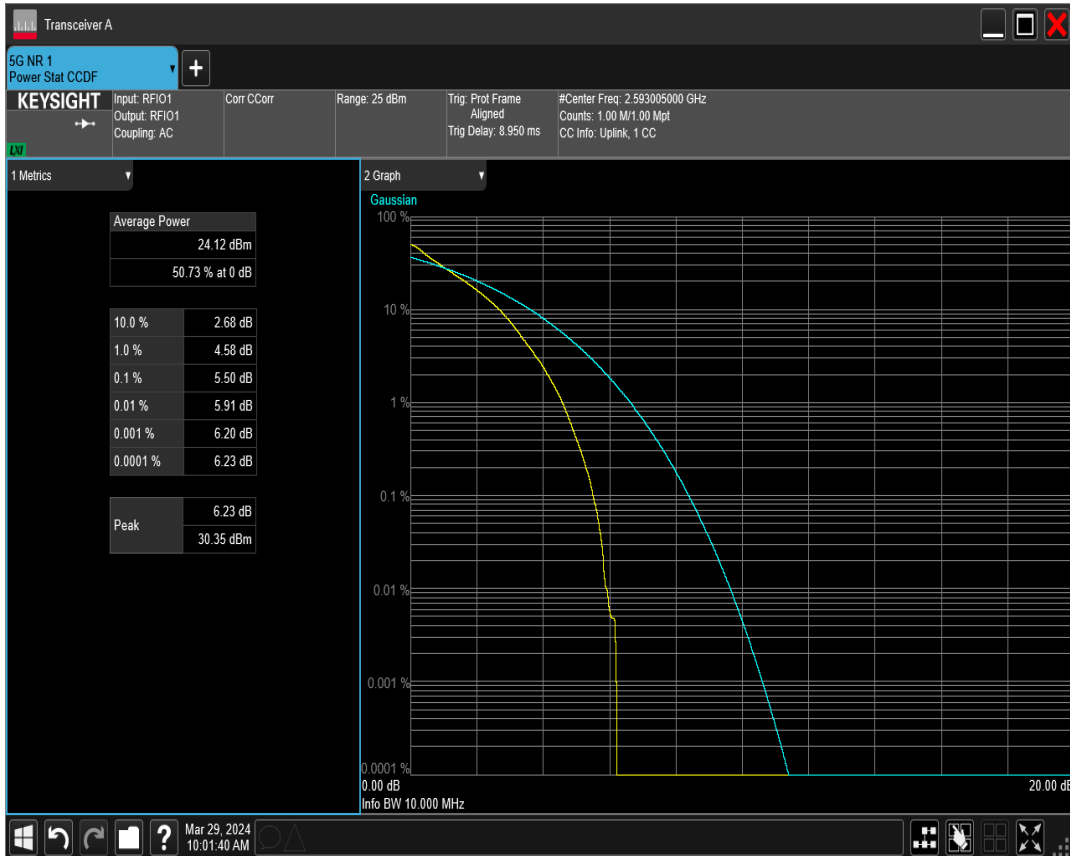 Transceiver A
5G NR 1
Power Stat CCDF
KEYSIGHT
LXI
Input: RFIO1
Output: RFIO1
Coupling: AC
Corr CCorr
Range: 25 dBm
Trig: Prot Frame
Aligned
Trig Delay: 8.950 ms
#Center Freq: 2.593005000 GHz
Counts: 1.00 M/1.00 Mpt
CC Info: Uplink, 1 CC
1 Metrics
Average Power
24.12 dBm
50.73 % at 0 dB
10.0 % 2.68 dB
1.0 % 4.58 dB
0.1 % 5.50 dB
0.01 % 5.91 dB
0.001 % 6.20 dB
0.0001 % 6.23 dB
Peak
6.23 dB
30.35 dBm
2 Graph
Gaussian
100 %
10 %
1 %
0.1 %
0.01 %
0.001 %
0.0001 %
0.00 dB 20.00 dB
Info BW 10.000 MHz
?
Mar 29, 2024
10:01:40 AM